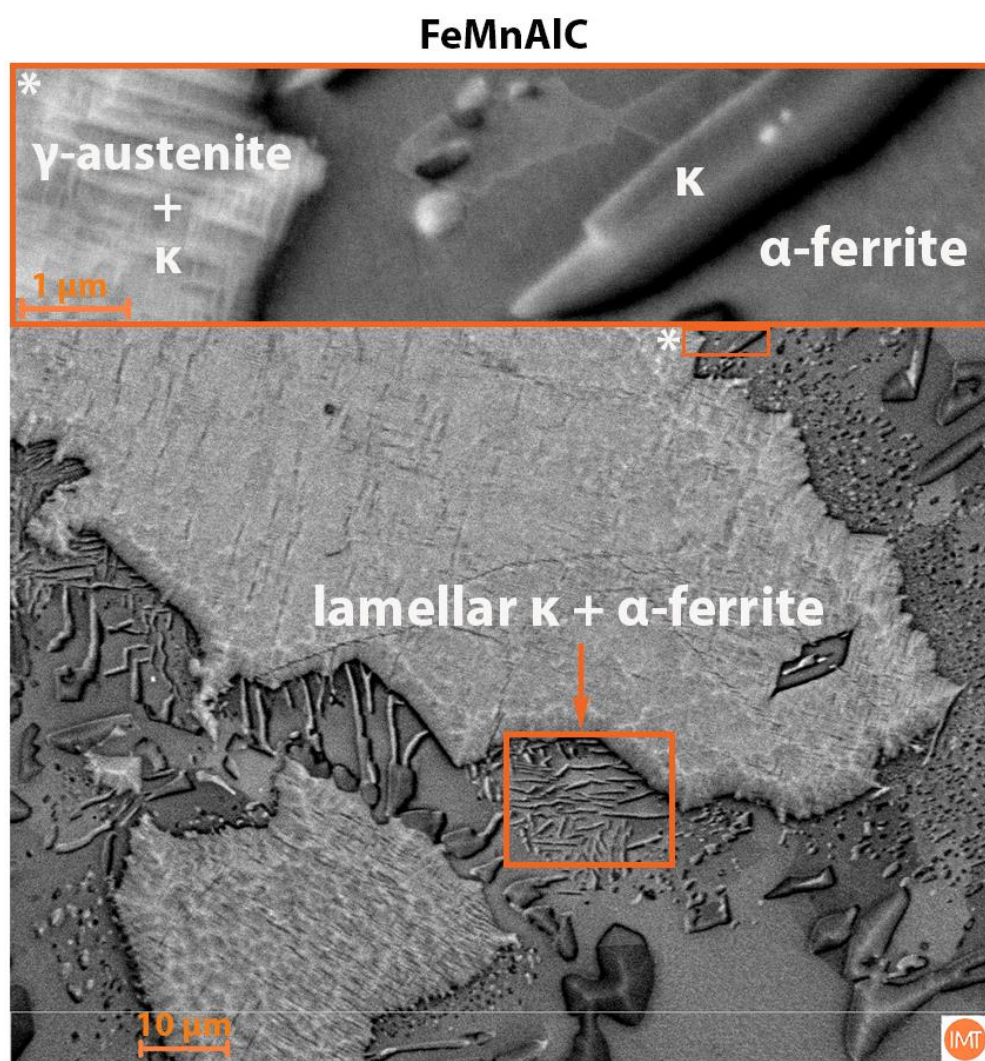 FeMnAlC
*
γ-austenite
+
κ
κ
α-ferrite
1 μm
*
lamellar κ + α-ferrite
10 μm
IMT